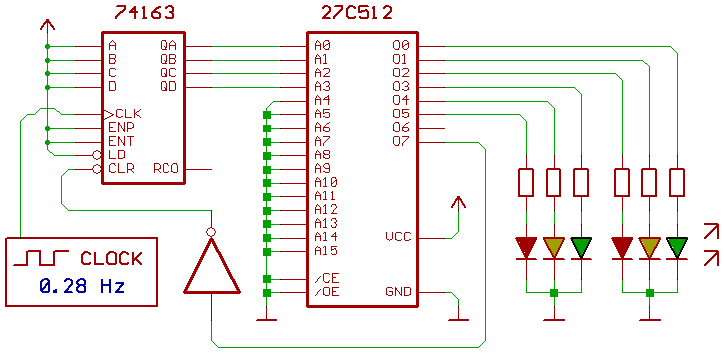 74163
27C512
A QA
B QB
C QC
D QD
CLK
ENP
ENT
LD
CLR RCO
A0 O0
A1 O1
A2 O2
A3 O3
A4 O4
A5 O5
A6 O6
A7 O7
A8
A9
A10
A11
A12
A13
A14 VCC
A15
/CE
/OE GND
CLOCK
0.28 Hz